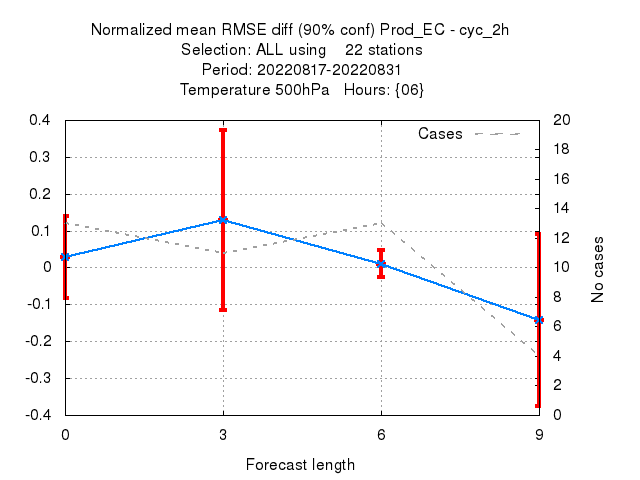 Normalized mean RMSE diff (90% conf) Prod_EC - cyc_2h
Selection: ALL using    22 stations
Period: 20220817-20220831
Temperature 500hPa   Hours: {06}
Cases
0.4
0.3
0.2
0.1
0
-0.1
-0.2
-0.3
-0.4
20
18
16
14
12
10
8
6
4
2
0
No cases
0 3 6 9
Forecast length